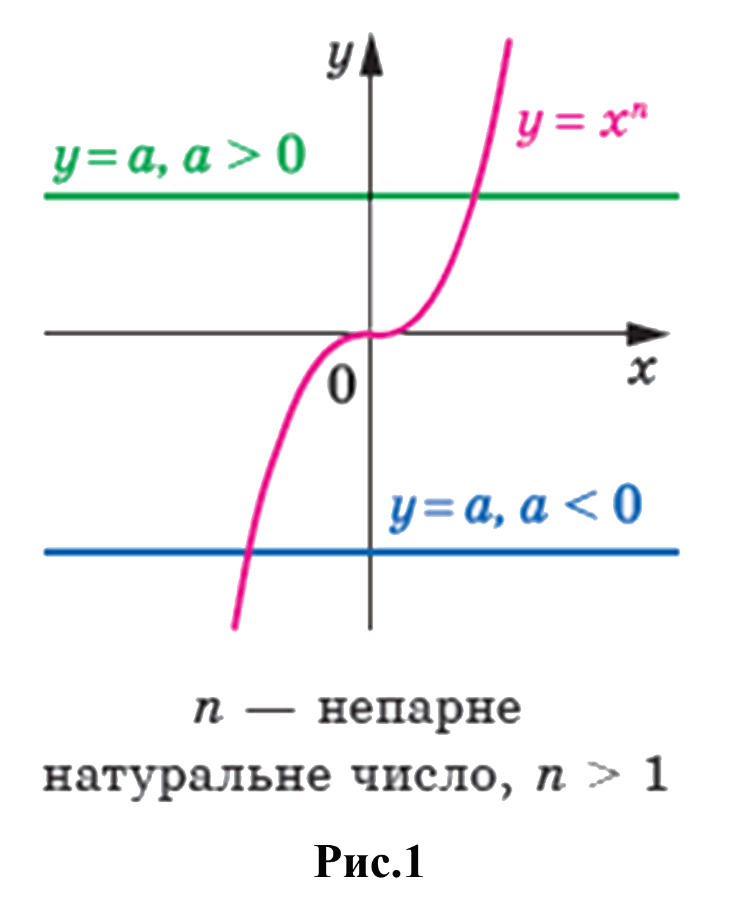 y
y = xⁿ
y = a, a > 0
0
x
y = a, a < 0
n — непарне
натуральне число, n > 1
Рис.1